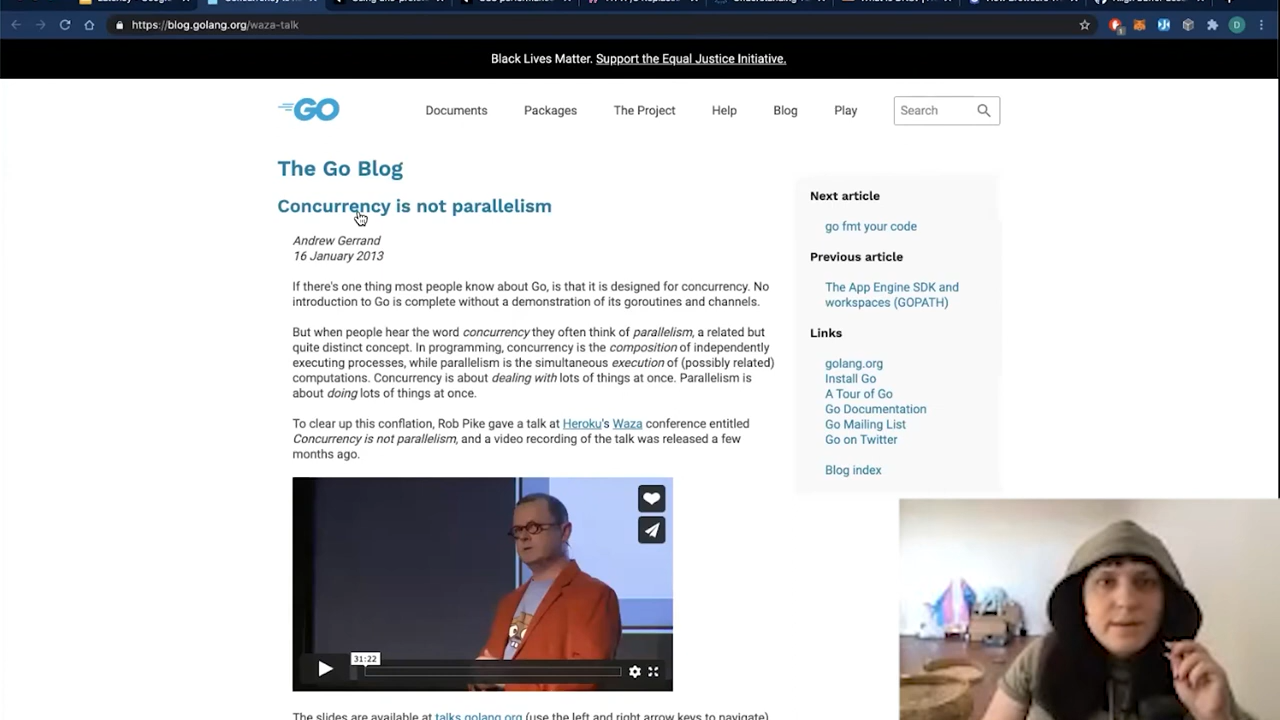 https://blog.golang.org/waza-talk
D
Black Lives Matter. Support the Equal Justice Initiative.
GO
Documents
Packages
The Project
Help
Blog
Play
Search
The Go Blog
Concurrency is not parallelism
Andrew Gerrand
16 January 2013
If there's one thing most people know about Go, is that it is designed for concurrency. No
introduction to Go is complete without a demonstration of its goroutines and channels.
But when people hear the word concurrency they often think of parallelism, a related but
quite distinct concept. In programming, concurrency is the composition of independently
executing processes, while parallelism is the simultaneous execution of (possibly related)
computations. Concurrency is about dealing with lots of things at once. Parallelism is
about doing lots of things at once.
To clear up this conflation, Rob Pike gave a talk at Heroku's Waza conference entitled
Concurrency is not parallelism, and a video recording of the talk was released a few
months ago.
31:22
The slides are available at talks.golang.org (use the left and right arrow keys to navigate)
Next article
go fmt your code
Previous article
The App Engine SDK and
workspaces (GOPATH)
Links
golang.org
Install Go
A Tour of Go
Go Documentation
Go Mailing List
Go on Twitter
Blog index